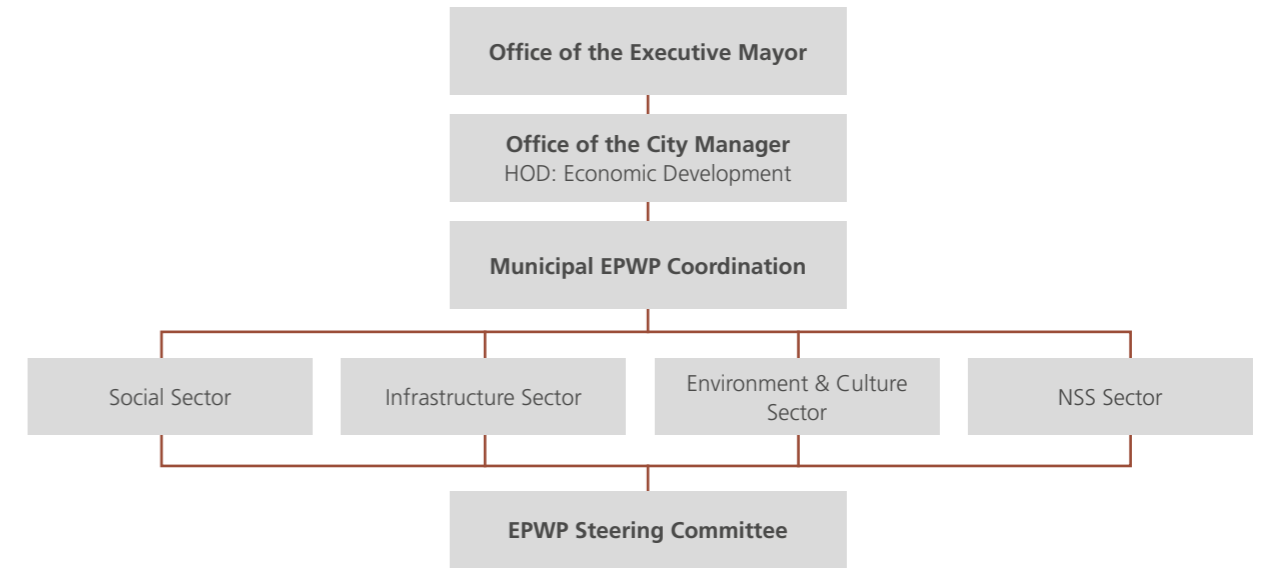 Office of the Executive Mayor
Office of the City Manager
HOD: Economic Development
Municipal EPWP Coordination
Social Sector
Infrastructure Sector
Environment & Culture
Sector
NSS Sector
EPWP Steering Committee